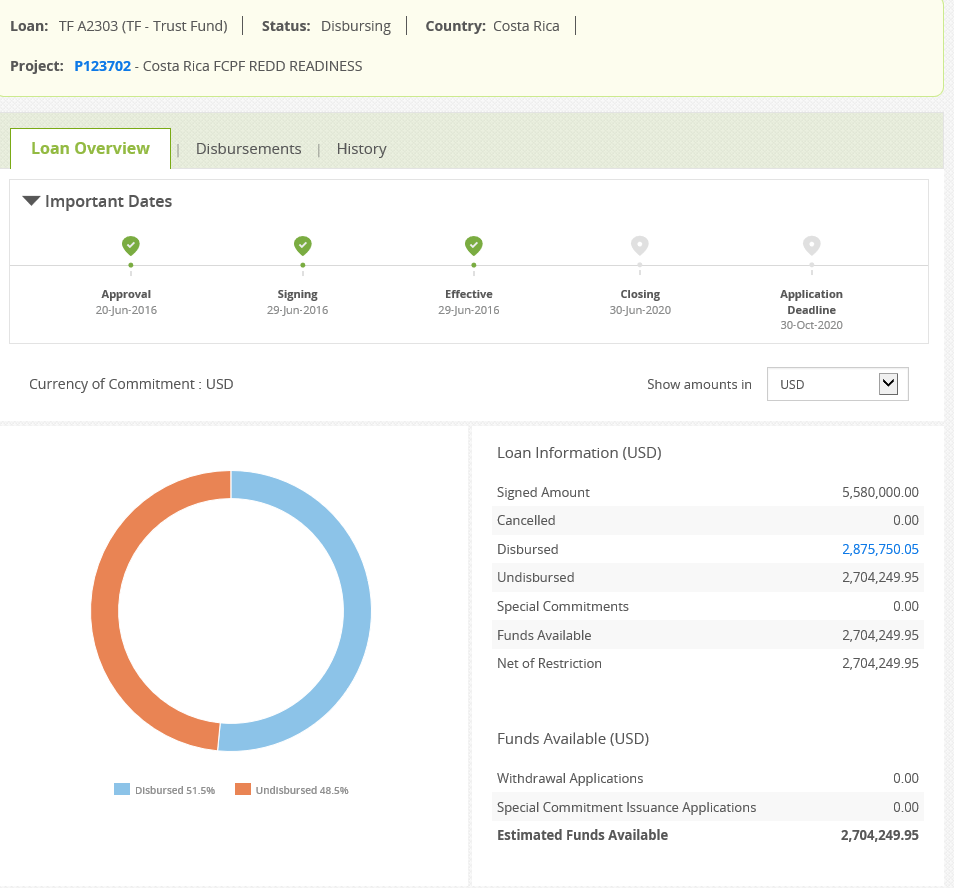 Loan: TF A2303 (TF - Trust Fund) | Status: Disbursing | Country: Costa Rica |
Project: P123702 - Costa Rica FCPF REDD READINESS
Loan Overview | Disbursements | History
Important Dates
Approval Signing Effective Closing Application Deadline
20-Jun-2016 29-Jun-2016 29-Jun-2016 30-Jun-2020 30-Oct-2020
Currency of Commitment : USD Show amounts in USD
Loan Information (USD)
Signed Amount 5,580,000.00
Cancelled 0.00
Disbursed 2,875,750.05
Undisbursed 2,704,249.95
Special Commitments 0.00
Funds Available 2,704,249.95
Net of Restriction 2,704,249.95
Disbursed 51.5% Undisbursed 48.5%
Funds Available (USD)
Withdrawal Applications 0.00
Special Commitment Issuance Applications 0.00
Estimated Funds Available 2,704,249.95